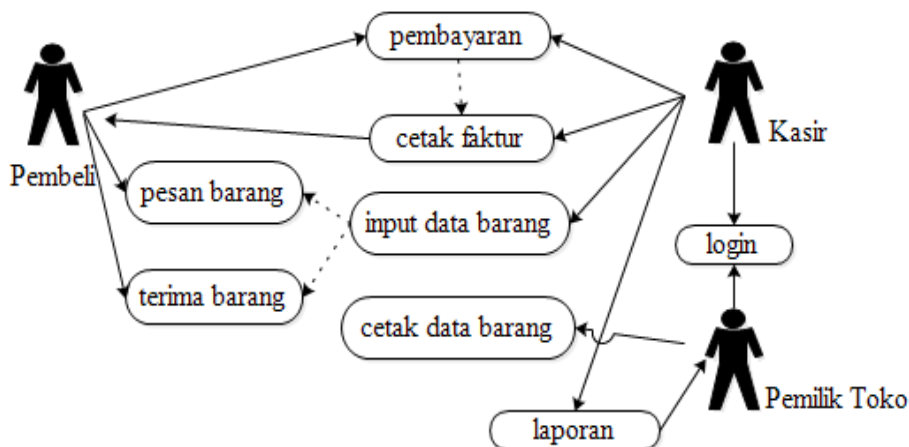 pembayaran
cetak faktur
Kasir
Pembeli
pesan barang
input data barang
login
terima barang
cetak data barang
Pemilik Toko
laporan